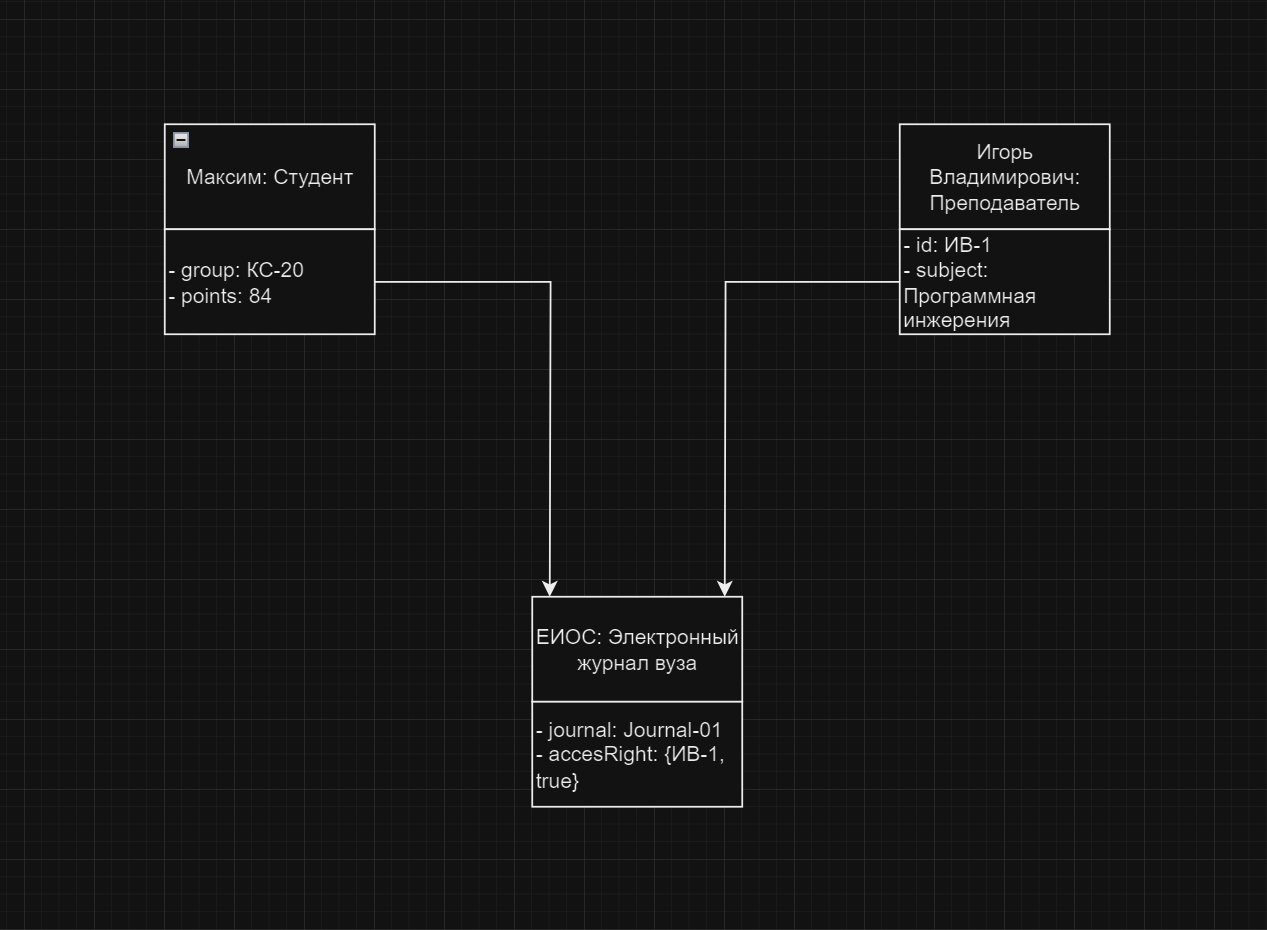 Максим: Студент
- group: КС-20
- points: 84
Игорь
Владимирович:
Преподаватель
- id: ИВ-1
- subject:
Программная
инжерения
ЕИОС: Электронный
журнал вуза
- journal: Journal-01
- accesRight: {ИВ-1,
true}